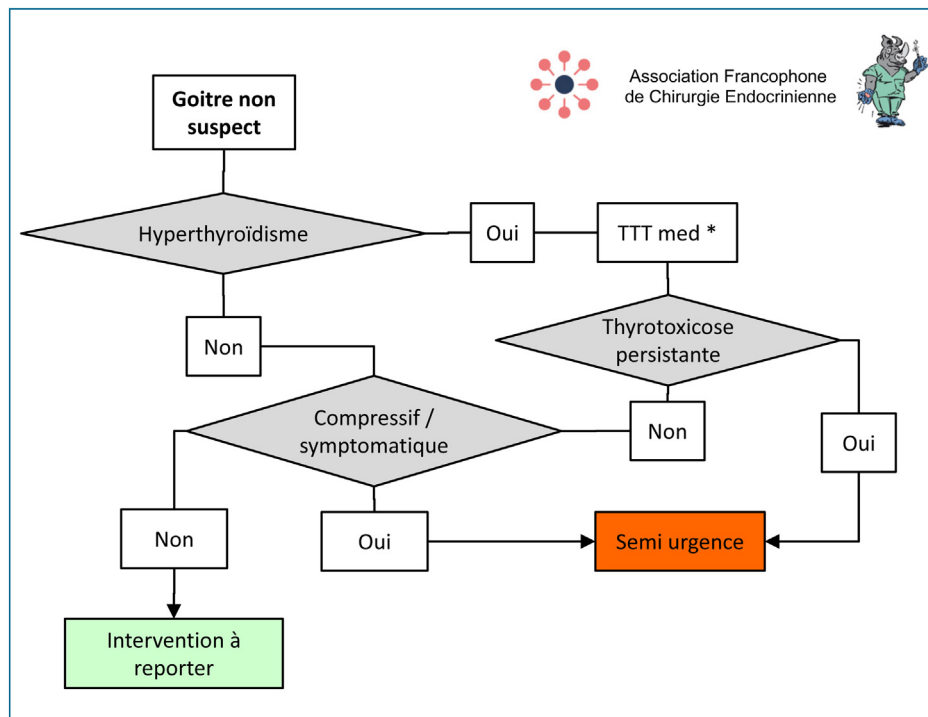 Association Francophone
de Chirurgie Endocrinienne
Goitre non
suspect
Hyperthyroïdisme
Oui
TTT med *
Non
Thyrotoxicose
persistante
Compressif /
symptomatique
Non
Oui
Non
Oui
Semi urgence
Intervention à
reporter